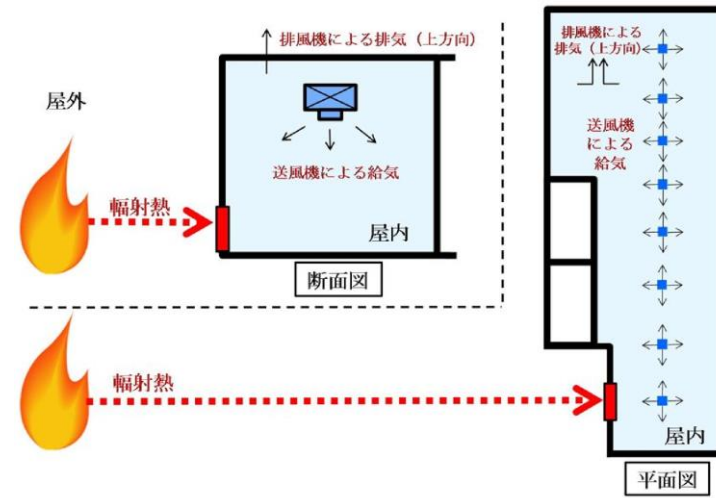 排風機による排気（上方向）
屋外
送風機による給気
輻射熱
屋内
断面図
輻射熱
排風機による
排気（上方向）
送風機
による
給気
屋内
平面図